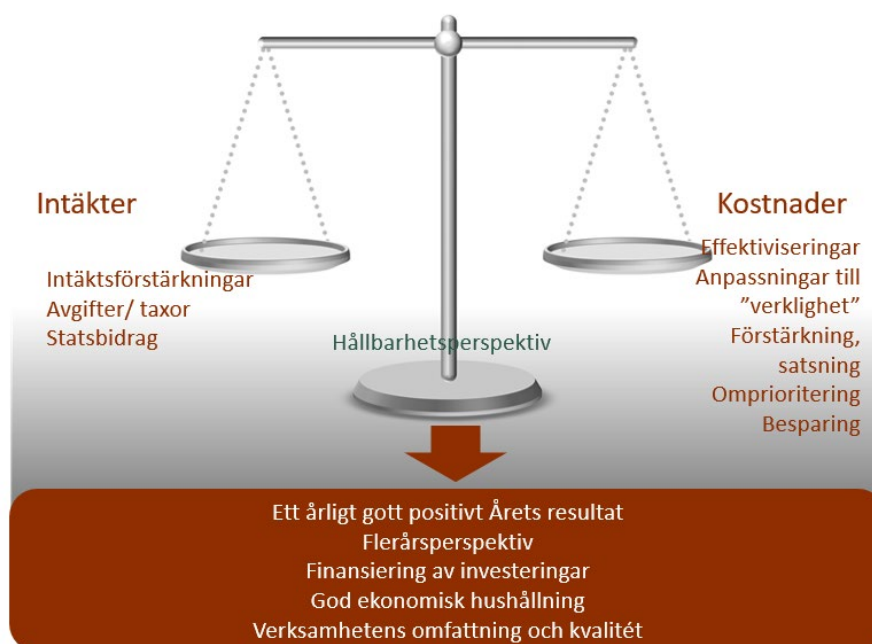 Intäkter
Intäktsförstärkningar
Avgifter/ taxor
Statsbidrag
Kostnader
Effektiviseringar
Anpassningar till
”verklighet”
Förstärkning,
satsning
Omprioritering
Besparing
Hållbarhetsperspektiv
Ett årligt gott positivt Årets resultat
Flerårsperspektiv
Finansiering av investeringar
God ekonomisk hushållning
Verksamhetens omfattning och kvalitét